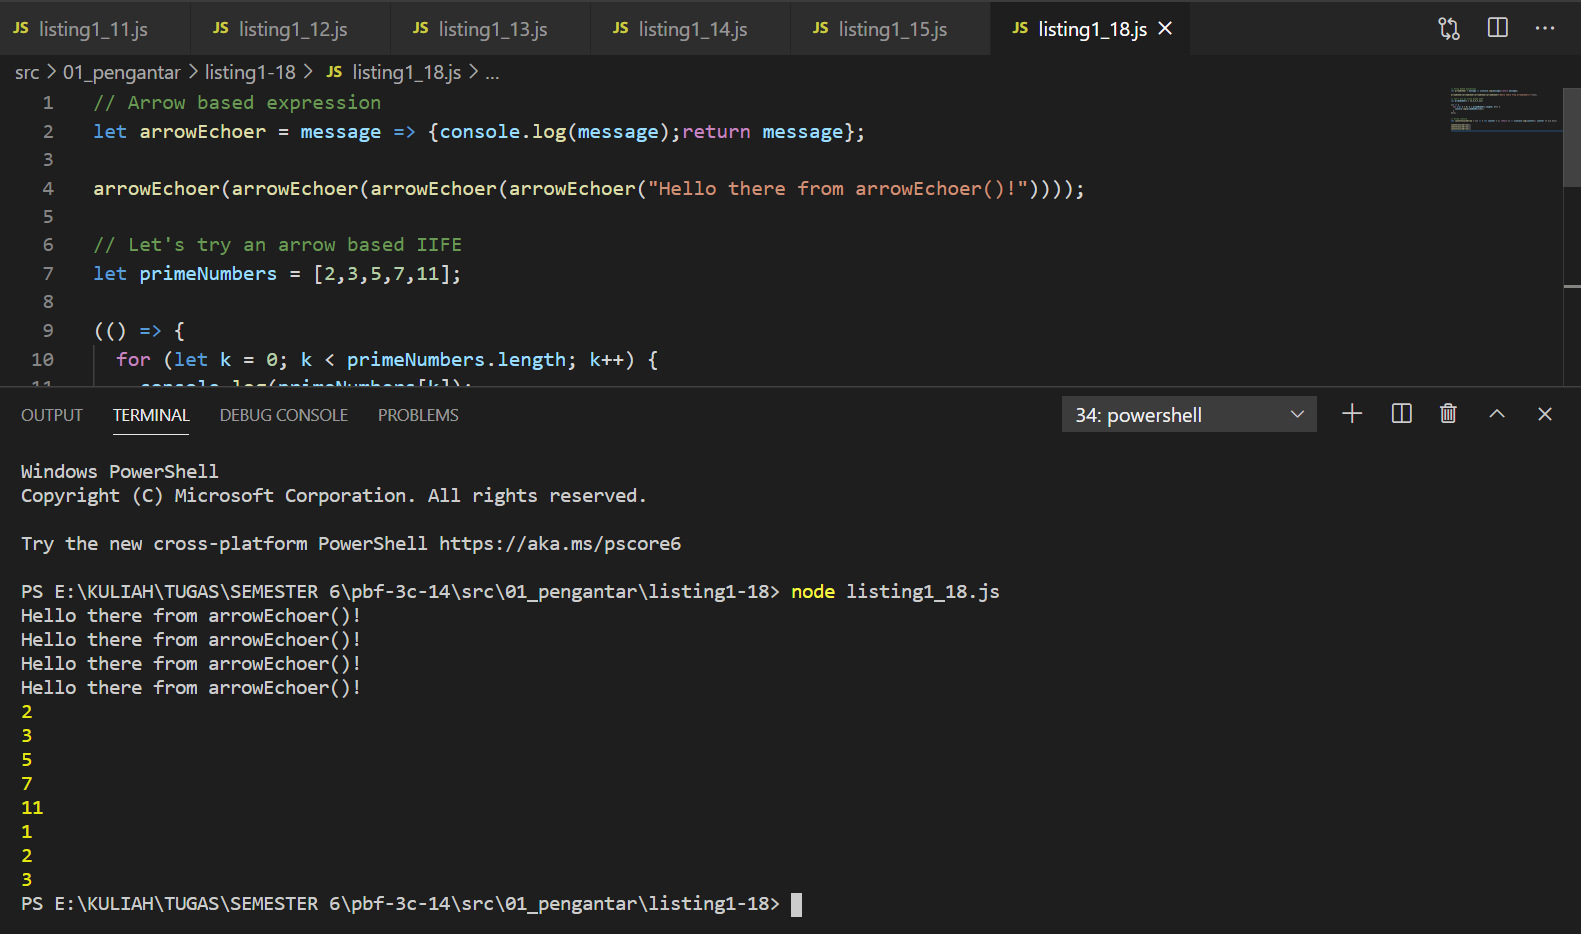 JS listing1_11.js JS listing1_12.js JS listing1_13.js JS listing1_14.js JS listing1_15.js JS listing1_18.js
src > 01_pengantar > listing1-18 > JS listing1_18.js > ...
1 // Arrow based expression
2 let arrowEchoer = message => {console.log(message);return message};
3
4 arrowEchoer(arrowEchoer(arrowEchoer(arrowEchoer("Hello there from arrowEchoer()!"))));
5
6 // Let's try an arrow based IIFE
7 let primeNumbers = [2,3,5,7,11];
8
9 (() => {
10 for (let k = 0; k < primeNumbers.length; k++) {
11 console.log(primeNumbers[k]);
OUTPUT TERMINAL DEBUG CONSOLE PROBLEMS 34: powershell
Windows PowerShell
Copyright (C) Microsoft Corporation. All rights reserved.
Try the new cross-platform PowerShell https://aka.ms/pscore6
PS E:\KULIAH\TUGAS\SEMESTER 6\pbf-3c-14\src\01_pengantar\listing1-18> node listing1_18.js
Hello there from arrowEchoer()!
Hello there from arrowEchoer()!
Hello there from arrowEchoer()!
Hello there from arrowEchoer()!
2
3
5
7
11
1
2
3
PS E:\KULIAH\TUGAS\SEMESTER 6\pbf-3c-14\src\01_pengantar\listing1-18>